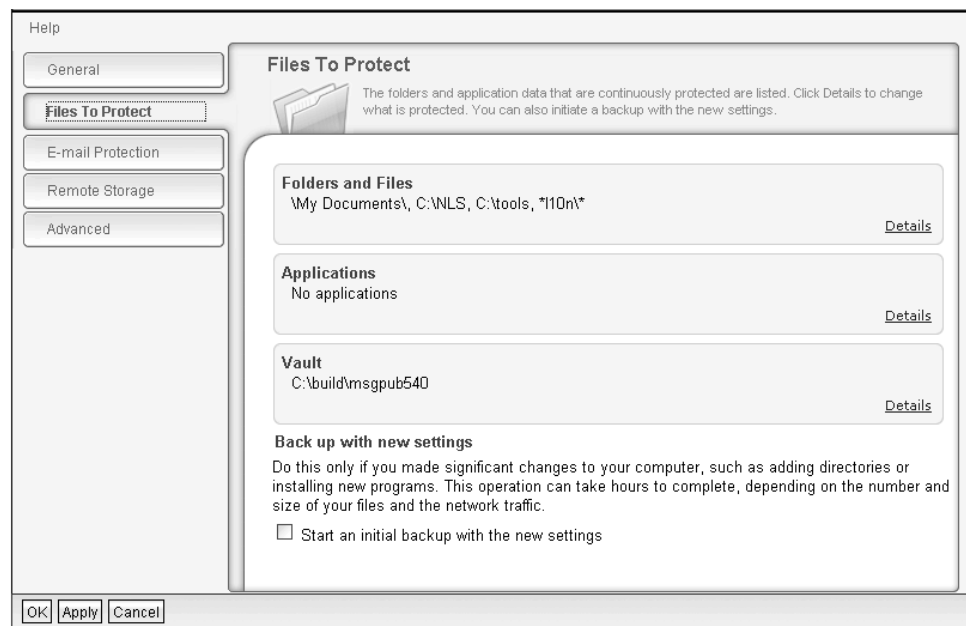 Help
General
Files To Protect
E-mail Protection
Remote Storage
Advanced
Files To Protect
The folders and application data that are continuously protected are listed. Click Details to change
what is protected. You can also initiate a backup with the new settings.
Folders and Files
\My Documents\, C:\NLS, C:\tools, *l10n\*
Details
Applications
No applications
Details
Vault
C:\build\msgpub540
Details
Back up with new settings
Do this only if you made significant changes to your computer, such as adding directories or
installing new programs. This operation can take hours to complete, depending on the number and
size of your files and the network traffic.
Start an initial backup with the new settings
OK Apply Cancel